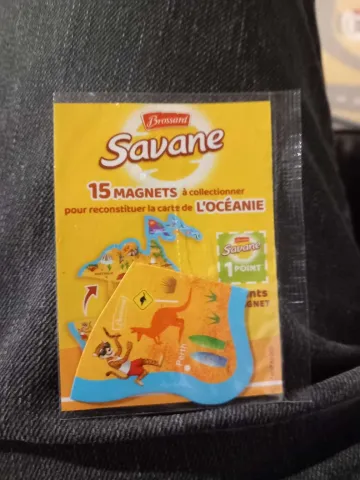 Brossard
Savane
15 MAGNETS à collectionner
pour reconstituer la carte de L'OCÉANIE
Brossard
Savane
1 POINT
Perth